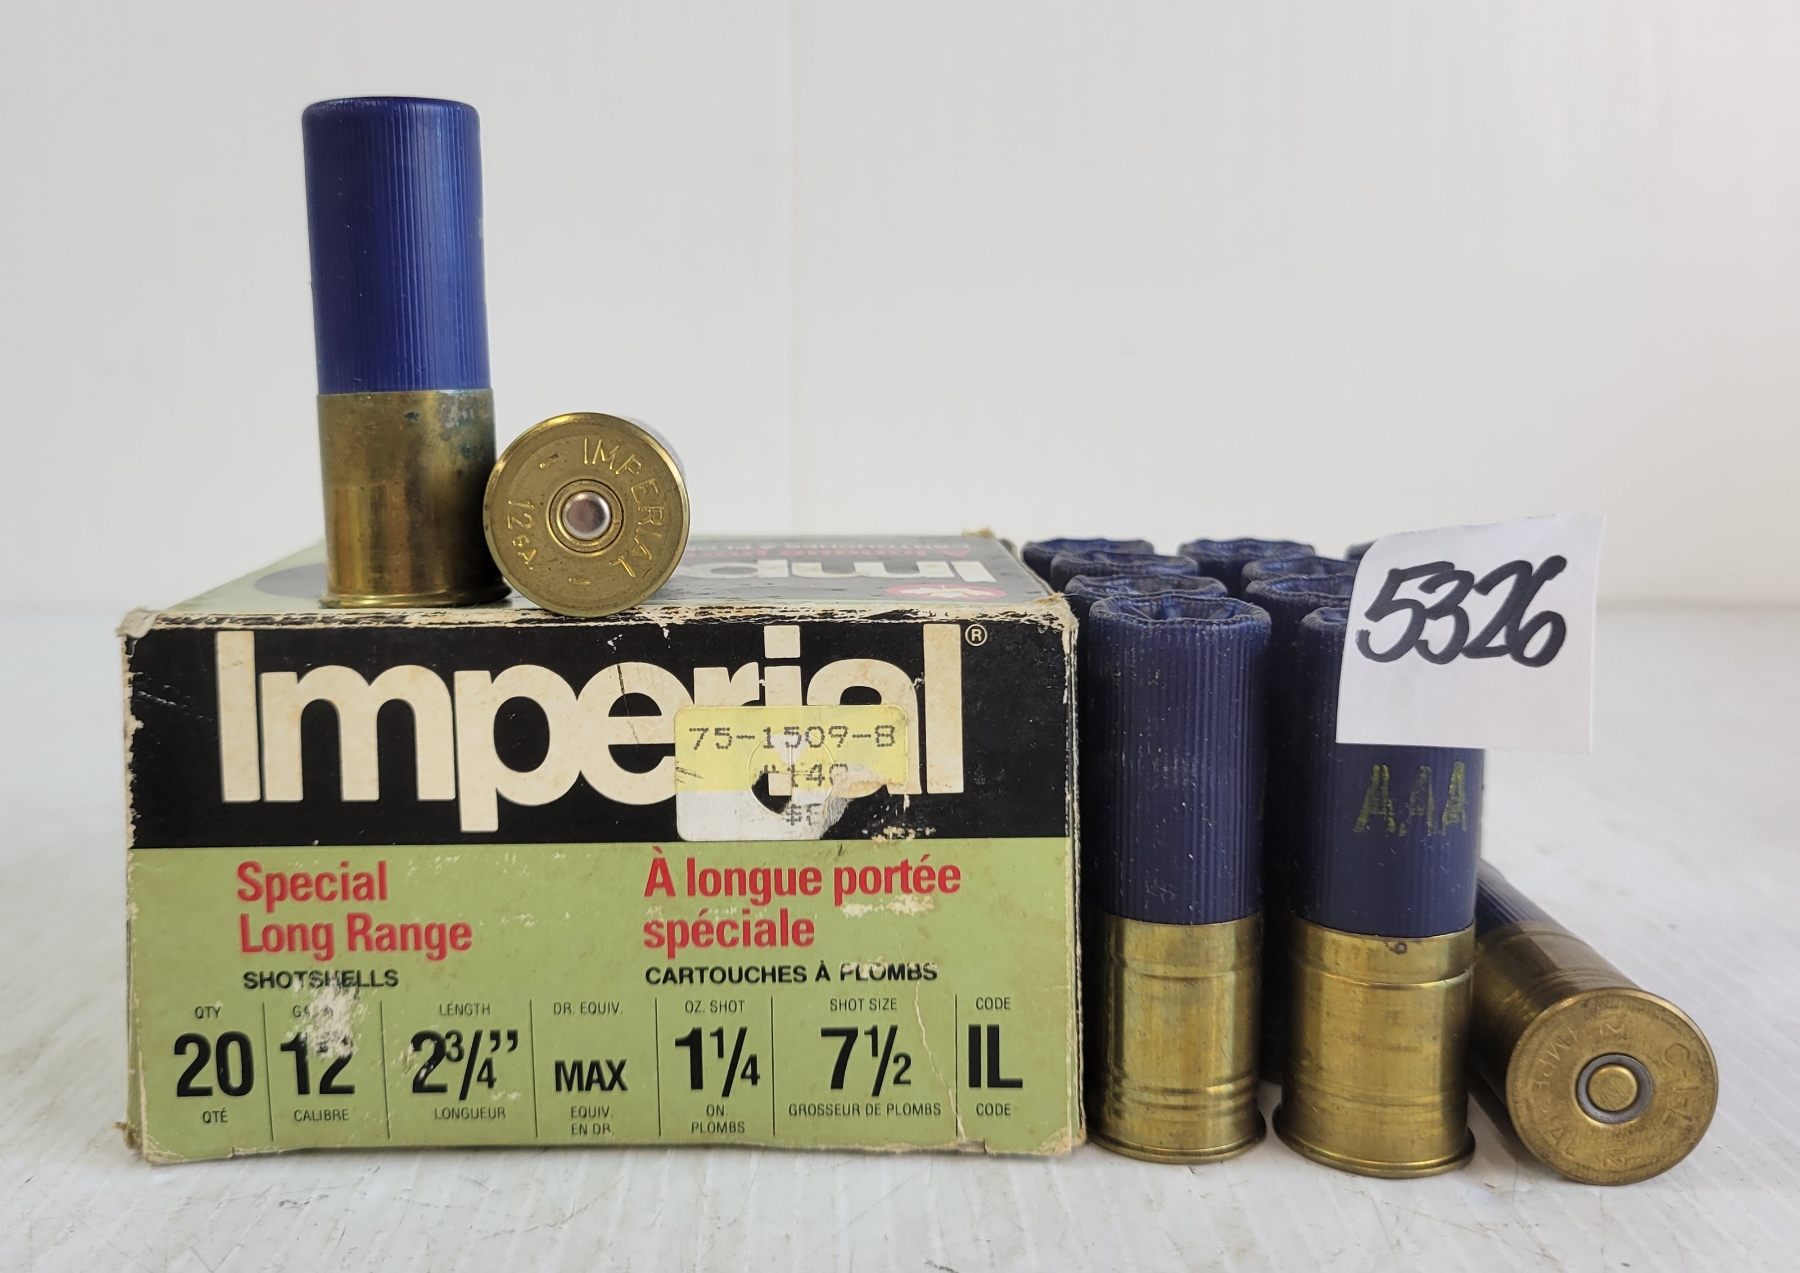 IMPERIAL
12GA
Imperial®
75-1509-8
Special
Long Range
À longue portée
spéciale
SHOTSHELLS
CARTOUCHES À PLOMBS
QTY LENGTH DR. EQUIV. OZ. SHOT SHOT SIZE CODE
20 12 2¾” MAX 1¼ 7½ IL
QTÉ CALIBRE LONGUEUR EQUIV. EN DR. ON. PLOMBS GROSSEUR DE PLOMBS CODE
5326
AAA
C-I-L